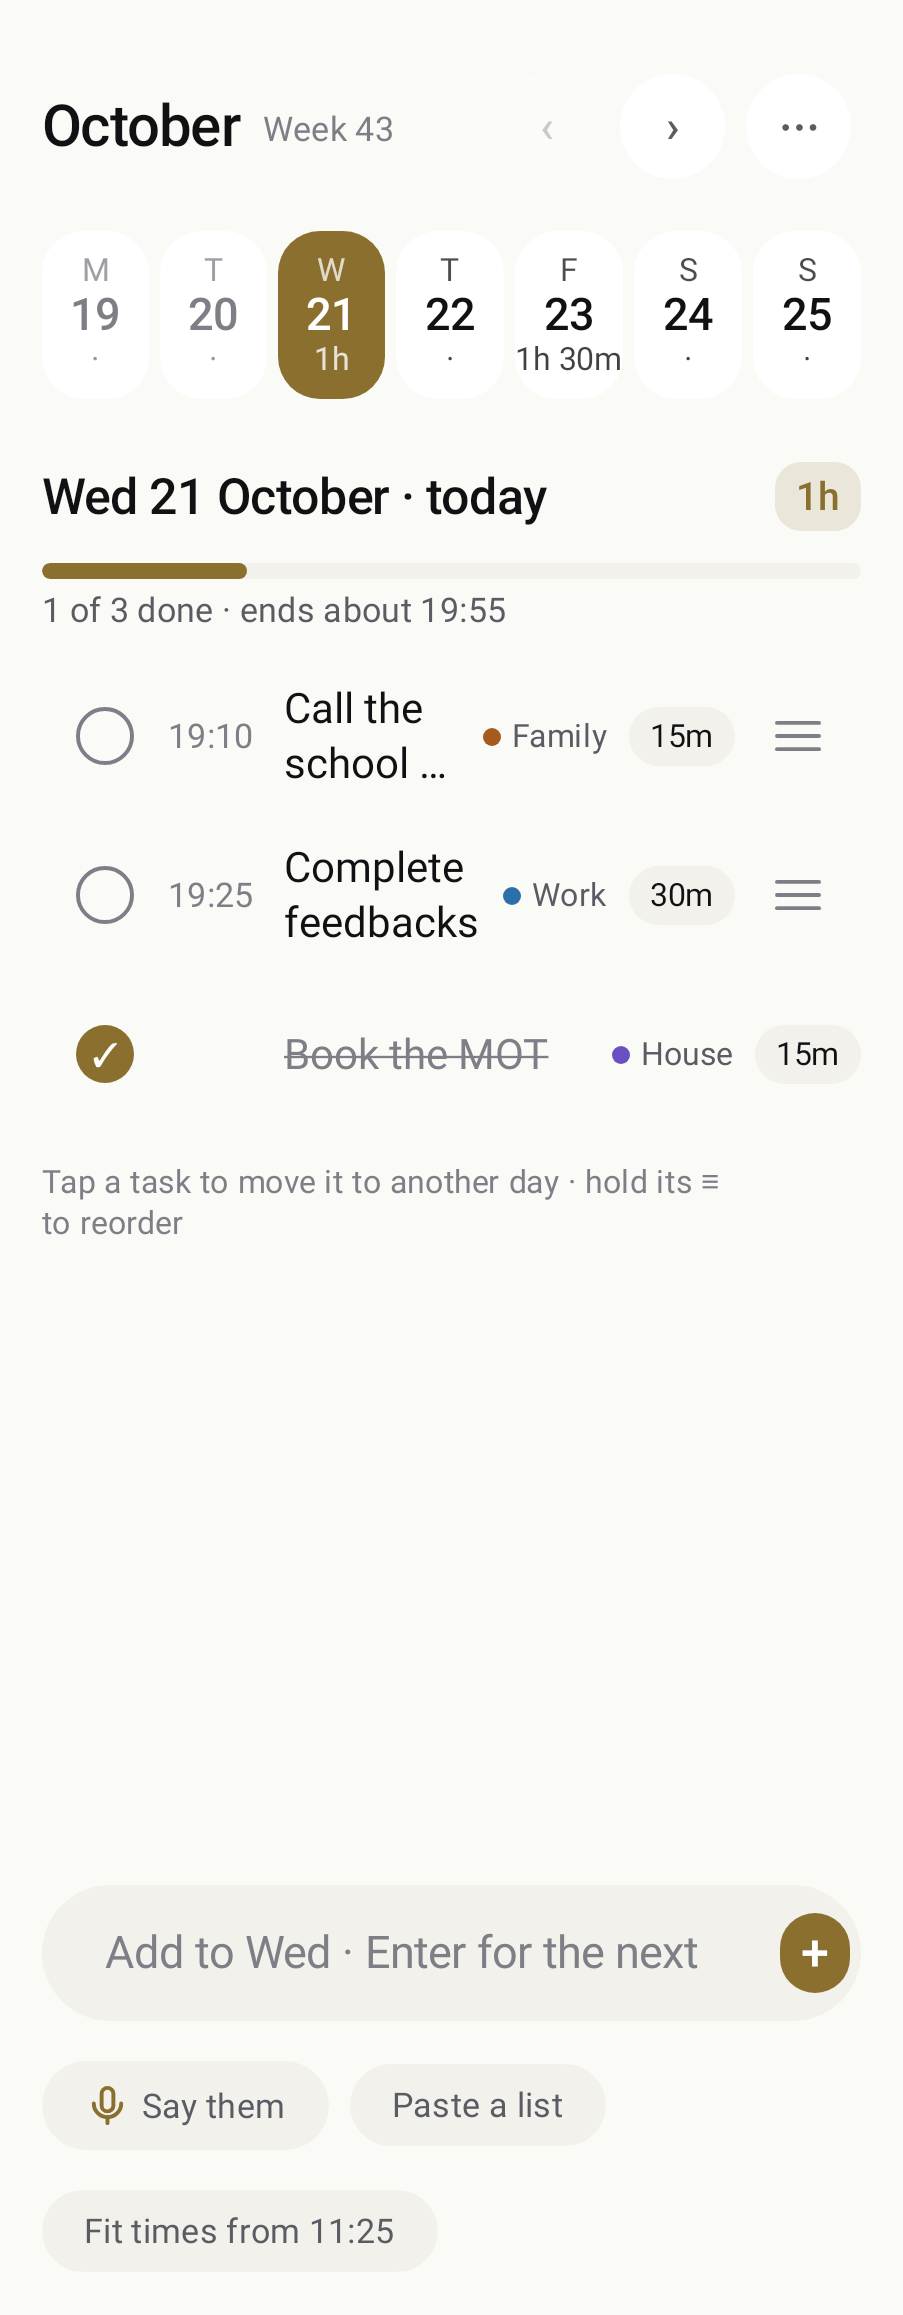 October Week 43 ‹ › ···
M T W T F S S
19 20 21 22 23 24 25
· · 1h · 1h 30m · ·
Wed 21 October · today 1h
1 of 3 done · ends about 19:55
19:10 Call the school ... Family 15m
19:25 Complete feedbacks Work 30m
✓ Book the MOT House 15m
Tap a task to move it to another day · hold its ≡
to reorder
Add to Wed · Enter for the next +
Say them Paste a list
Fit times from 11:25